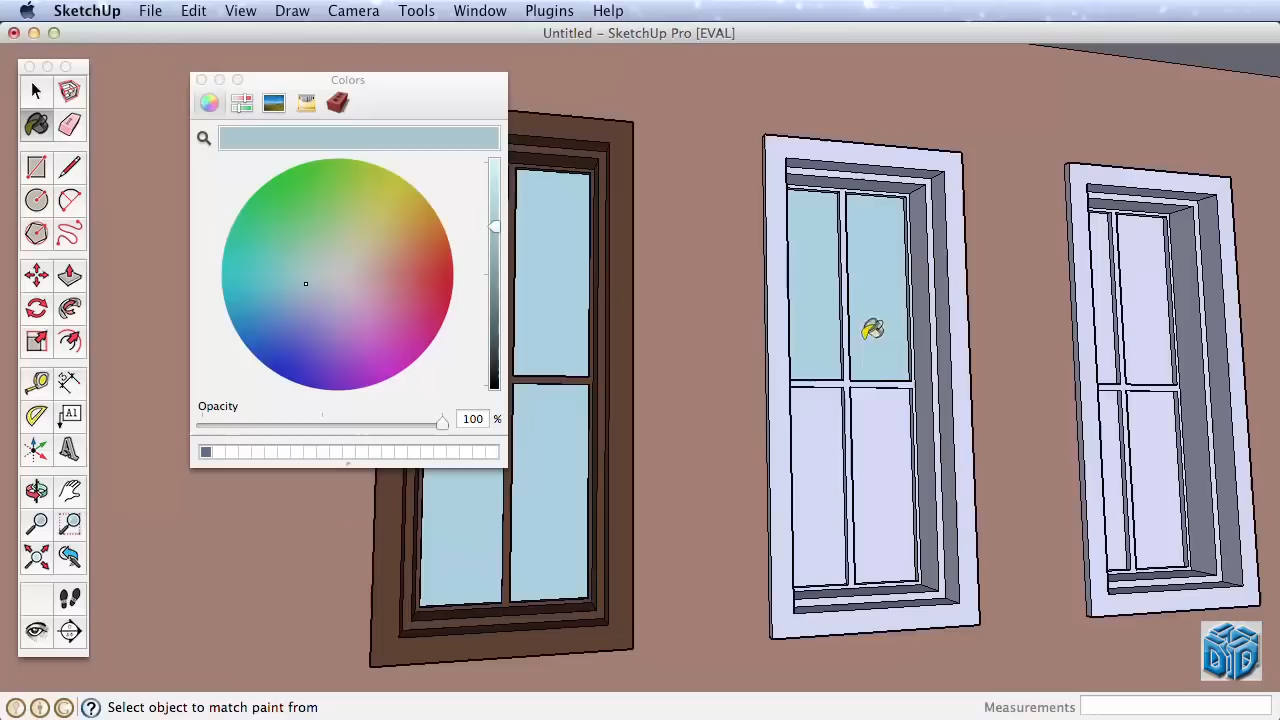 SketchUp File Edit View Draw Camera Tools Window Plugins Help
Untitled – SketchUp Pro [EVAL]
Colors
Opacity
100 %
A1
Select object to match paint from
Measurements